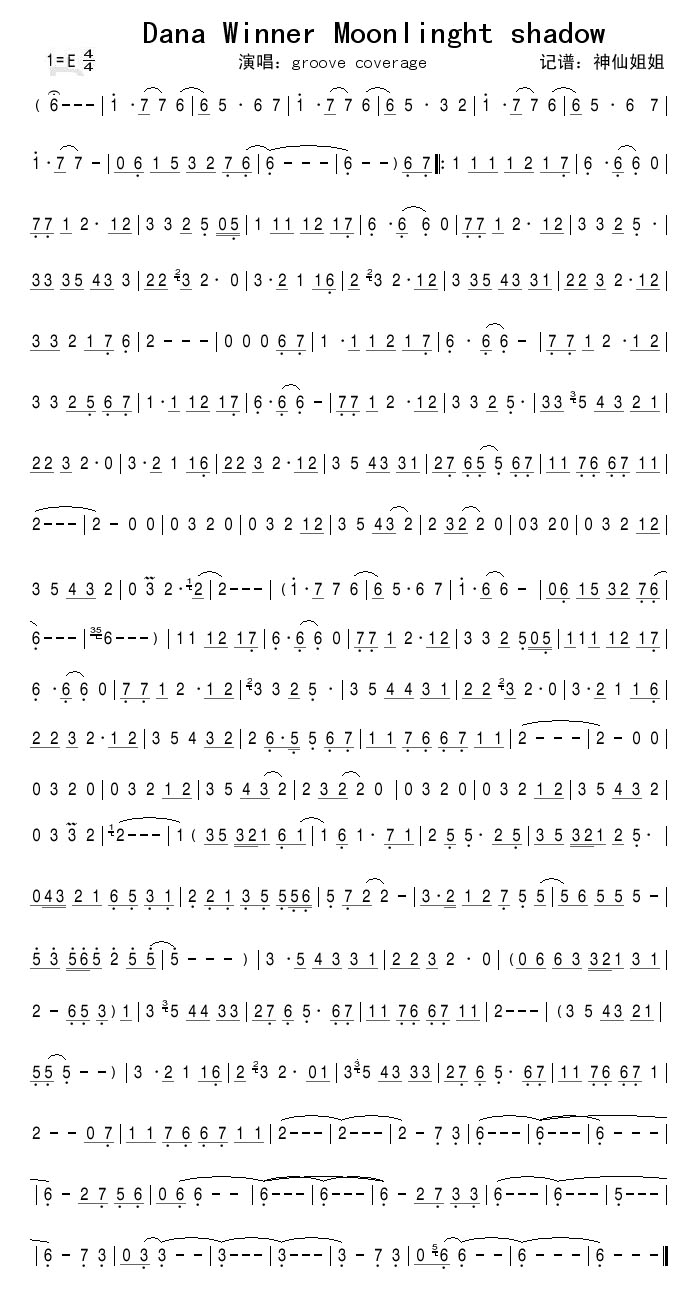 Dana Winner Moonlinght shadow
1=E 4/4 演唱：groove coverage 记谱：神仙姐姐
( 6 - - - | 1 · 7 7 6 | 6 5 · 6 7 | 1 · 7 7 6 | 6 5 · 3 2 | 1 · 7 7 6 | 6 5 · 6 7 |
1 · 7 7 - | 0 6 1 5 3 2 7 6 | 6 - - - | 6 - - ) 6 7 ‖: 1 1 1 1 2 1 7 | 6 · 6 6 0 |
7 7 1 2 · 1 2 | 3 3 2 5 0 5 | 1 1 1 1 2 1 7 | 6 · 6 6 0 | 7 7 1 2 · 1 2 | 3 3 2 5 · |
3 3 3 5 4 3 3 | 2 2 2 3 2 · 0 | 3 · 2 1 1 6 | 2 2 3 2 · 1 2 | 3 3 5 4 3 3 1 | 2 2 3 2 · 1 2 |
3 3 2 1 7 6 | 2 - - - | 0 0 0 6 7 | 1 · 1 1 2 1 7 | 6 · 6 6 - | 7 7 1 2 · 1 2 |
3 3 2 5 6 7 | 1 · 1 1 2 1 7 | 6 · 6 6 - | 7 7 1 2 · 1 2 | 3 3 2 5 · | 3 3 3 5 4 3 2 1 |
2 2 3 2 · 0 | 3 · 2 1 1 6 | 2 2 3 2 · 1 2 | 3 5 4 3 3 1 | 2 7 6 5 5 6 7 | 1 1 7 6 6 7 1 1 |
2 - - - | 2 - 0 0 | 0 3 2 0 | 0 3 2 1 2 | 3 5 4 3 2 | 2 3 2 2 0 | 0 3 2 0 | 0 3 2 1 2 |
3 5 4 3 2 | 0 3 2 · 1 2 | 2 - - - | ( 1 · 7 7 6 | 6 5 · 6 7 | 1 · 6 6 - | 0 6 1 5 3 2 7 6 |
6 - - - | 3 5 6 - - - ) | 1 1 1 2 1 7 | 6 · 6 6 0 | 7 7 1 2 · 1 2 | 3 3 2 5 0 5 | 1 1 1 1 2 1 7 |
6 · 6 6 0 | 7 7 1 2 · 1 2 | 2 3 3 2 5 · | 3 5 4 4 3 1 | 2 2 2 3 2 · 0 | 3 · 2 1 1 6 |
2 2 3 2 · 1 2 | 3 5 4 3 2 | 2 6 · 5 5 6 7 | 1 1 7 6 6 7 1 1 | 2 - - - | 2 - 0 0 |
0 3 2 0 | 0 3 2 1 2 | 3 5 4 3 2 | 2 3 2 2 0 | 0 3 2 0 | 0 3 2 1 2 | 3 5 4 3 2 |
0 3 3 2 | 1 2 - - - | 1 ( 3 5 3 2 1 6 1 | 1 6 1 · 7 1 | 2 5 5 · 2 5 | 3 5 3 2 1 2 5 · |
0 4 3 2 1 6 5 3 1 | 2 2 1 3 5 5 5 6 | 5 7 2 2 - | 3 · 2 1 2 7 5 5 | 5 6 5 5 5 - |
5 3 5 6 5 2 5 5 | 5 - - - ) | 3 · 5 4 3 3 1 | 2 2 3 2 · 0 | ( 0 6 6 3 3 2 1 3 1 |
2 - 6 5 3 ) 1 | 3 3 5 4 4 3 3 | 2 7 6 5 · 6 7 | 1 1 7 6 6 7 1 1 | 2 - - - | ( 3 5 4 3 2 1 |
5 5 5 - - ) | 3 · 2 1 1 6 | 2 2 3 2 · 0 1 | 3 3 5 4 3 3 3 | 2 7 6 5 · 6 7 | 1 1 7 6 6 7 1 |
2 - - 0 7 | 1 1 7 6 6 7 1 1 | 2 - - - | 2 - - - | 2 - 7 3 | 6 - - - | 6 - - - | 6 - - - |
| 6 - 2 7 5 6 | 0 6 6 - - | 6 - - - | 6 - - - | 6 - 2 7 3 3 | 6 - - - | 6 - - - | 5 - - - |
| 6 - 7 3 | 0 3 3 - - | 3 - - - | 3 - - - | 3 - 7 3 | 0 5 6 6 - - | 6 - - - | 6 - - - ‖